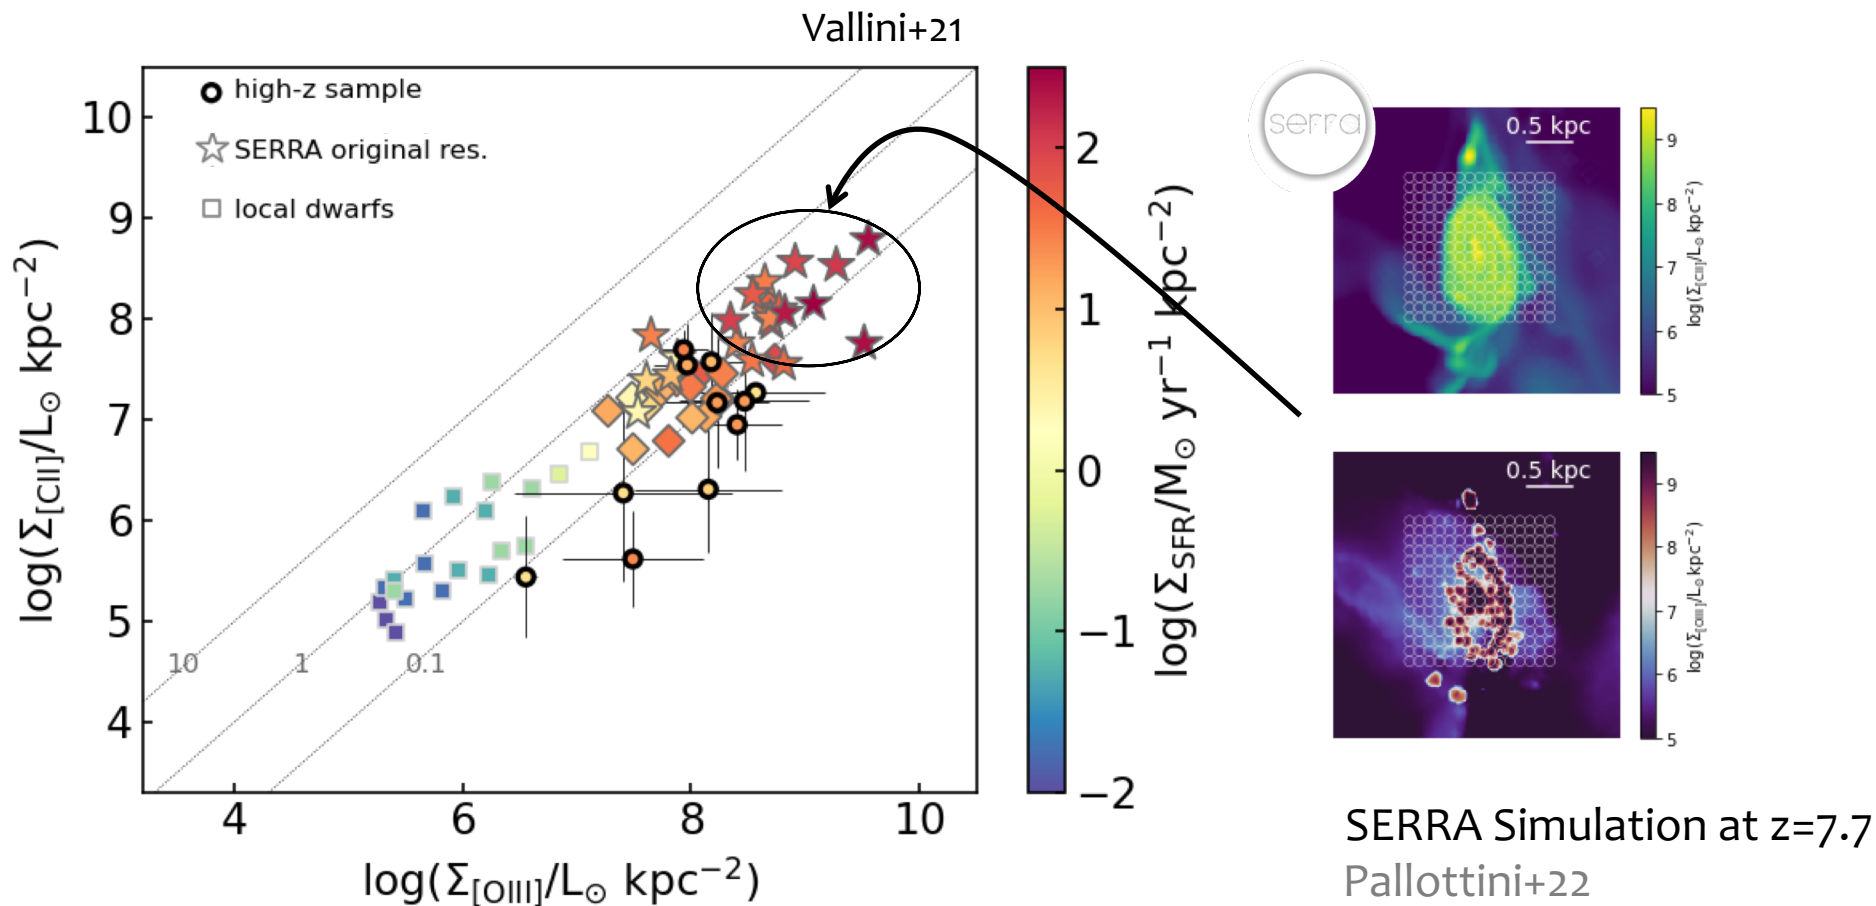 Vallini+21
high-z sample
SERRA original res.
local dwarfs
10
9
8
7
6
5
4
10
1
0.1
4
6
8
10
log(Σ[CII]/L⊙ kpc−2)
log(Σ[OIII]/L⊙ kpc−2)
2
1
0
−1
−2
log(ΣSFR/M⊙ yr−1 kpc−2)
serra
0.5 kpc
9
8
7
6
5
log(Σ[CII]/L⊙ kpc−2)
0.5 kpc
9
8
7
6
5
log(Σ[OIII]/L⊙ kpc−2)
SERRA Simulation at z=7.7
Pallottini+22